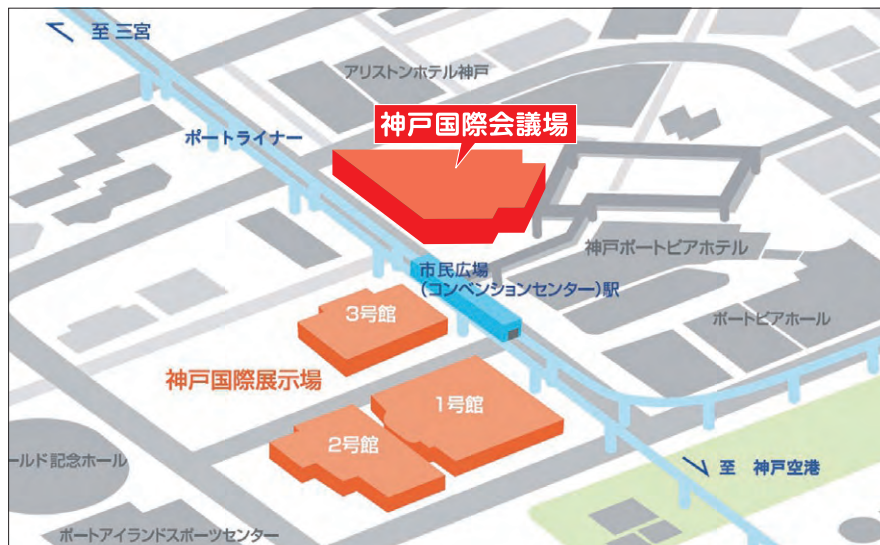 至 三宮
アリストンホテル神戸
神戸国際会議場
ポートライナー
神戸ポートピアホテル
市民広場
(コンベンションセンター)駅
3号館
ポートピアホール
神戸国際展示場
1号館
2号館
ールド記念ホール
至 神戸空港
ポートアイランドスポーツセンター